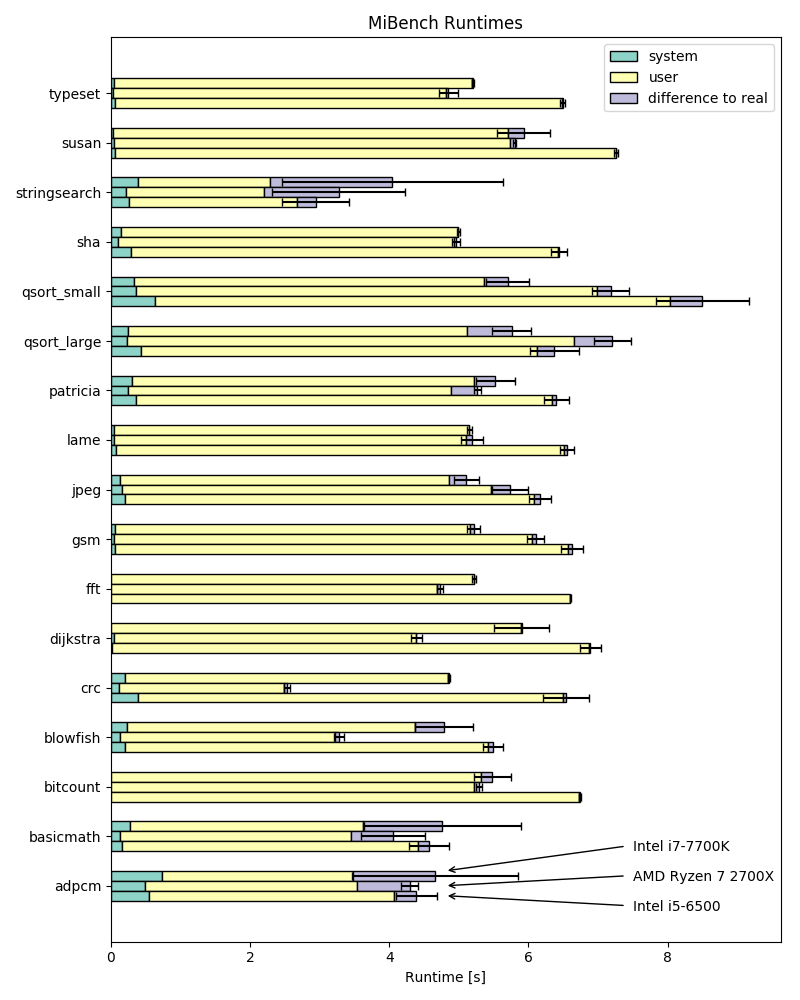 MiBench Runtimes
system
user
difference to real
typeset
susan
stringsearch
sha
qsort_small
qsort_large
patricia
lame
jpeg
gsm
fft
dijkstra
crc
blowfish
bitcount
basicmath
adpcm
Intel i7-7700K
AMD Ryzen 7 2700X
Intel i5-6500
0 2 4 6 8
Runtime [s]